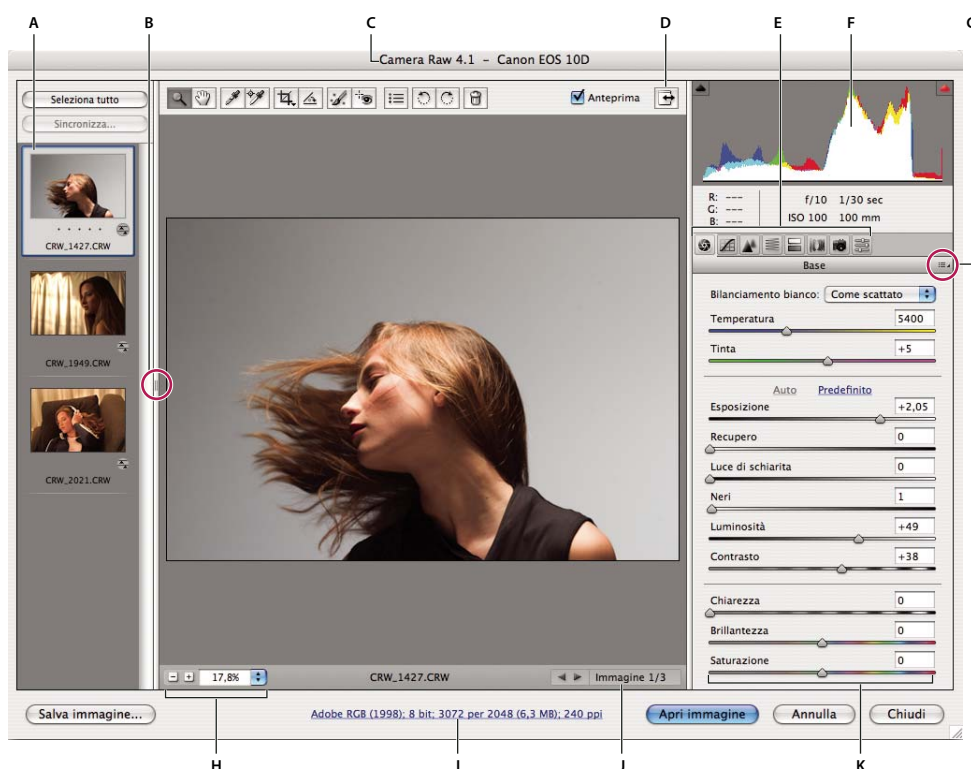 A B C D E F
Camera Raw 4.1 – Canon EOS 10D
Seleziona tutto
Sincronizza...
Anteprima
CRW_1427.CRW
CRW_1949.CRW
CRW_2021.CRW
R: ---
G: ---
B: ---
f/10 1/30 sec
ISO 100 100 mm
Base
Bilanciamento bianco: Come scattato
Temperatura 5400
Tinta +5
Auto Predefinito
Esposizione +2,05
Recupero 0
Luce di schiarita 0
Neri 1
Luminosità +49
Contrasto +38
Chiarezza 0
Brillantezza 0
Saturazione 0
17,8% CRW_1427.CRW Immagine 1/3
Salva immagine... Adobe RGB (1998); 8 bit; 3072 per 2048 (6,3 MB); 240 ppi Apri immagine Annulla Chiudi
H I J K